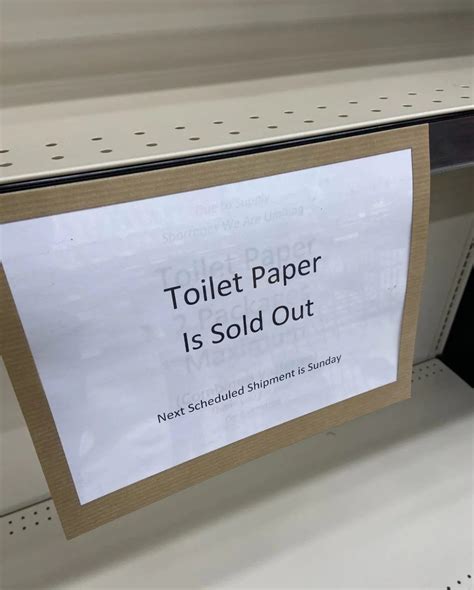 Toilet Paper
Is Sold Out
Next Scheduled Shipment is Sunday